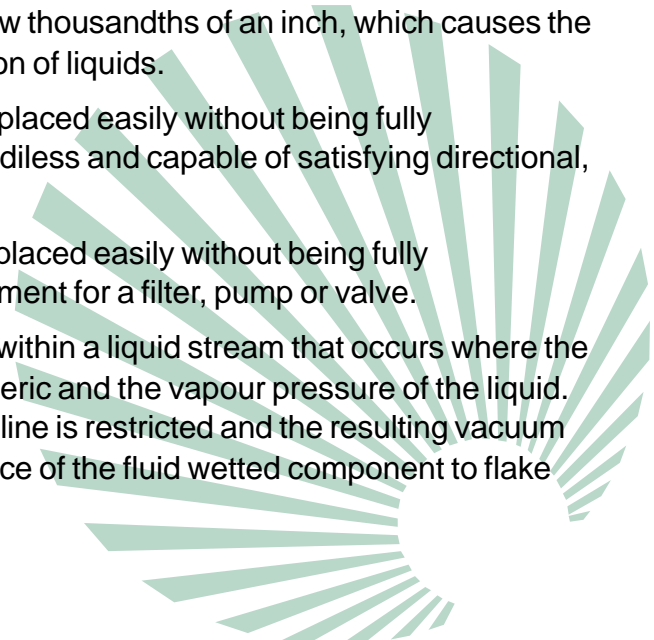 w thousandths of an inch, which causes the
on of liquids.
placed easily without being fully
diless and capable of satisfying directional,
placed easily without being fully
ment for a filter, pump or valve.
within a liquid stream that occurs where the
eric and the vapour pressure of the liquid.
line is restricted and the resulting vacuum
ce of the fluid wetted component to flake